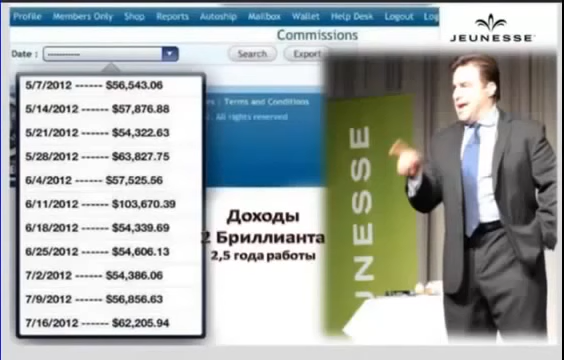 Profile Members Only Shop Reports Autoship Mailbox Wallet Help Desk Logout Log
JEUNESSE
Commissions
Date : ---------- Search Export
5/7/2012 ------ $56,543.06
5/14/2012 ------ $57,876.88
5/21/2012 ------ $54,322.63
5/28/2012 ------ $63,827.75
6/4/2012 ------ $57,525.56
6/11/2012 ------ $103,670.39
6/18/2012 ------ $54,339.69
6/25/2012 ------ $54,606.13
7/2/2012 ------ $54,386.06
7/9/2012 ------ $56,856.63
7/16/2012 ------ $62,205.94
| Terms and Conditions
All rights reserved
Доходы
2 Бриллианта
2,5 года работы
UNESSE